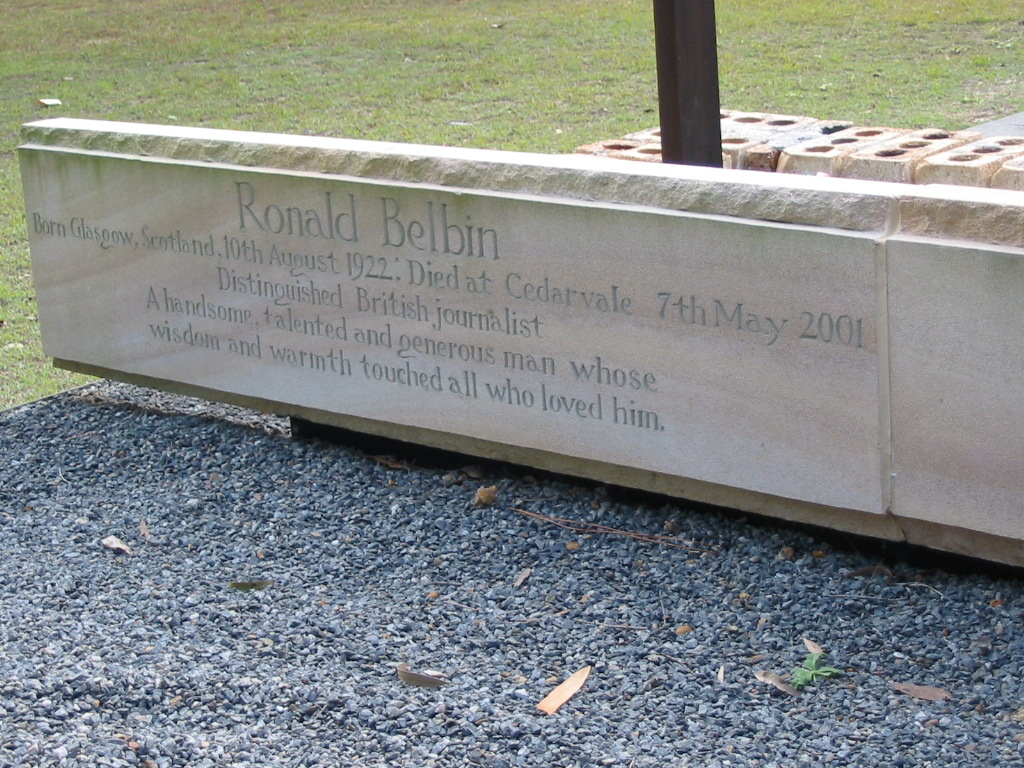 Ronald Belbin
Born Glasgow, Scotland, 10th August 1922: Died at Cedarvale 7th May 2001
Distinguished British journalist
A handsome, talented and generous man whose
wisdom and warmth touched all who loved him.